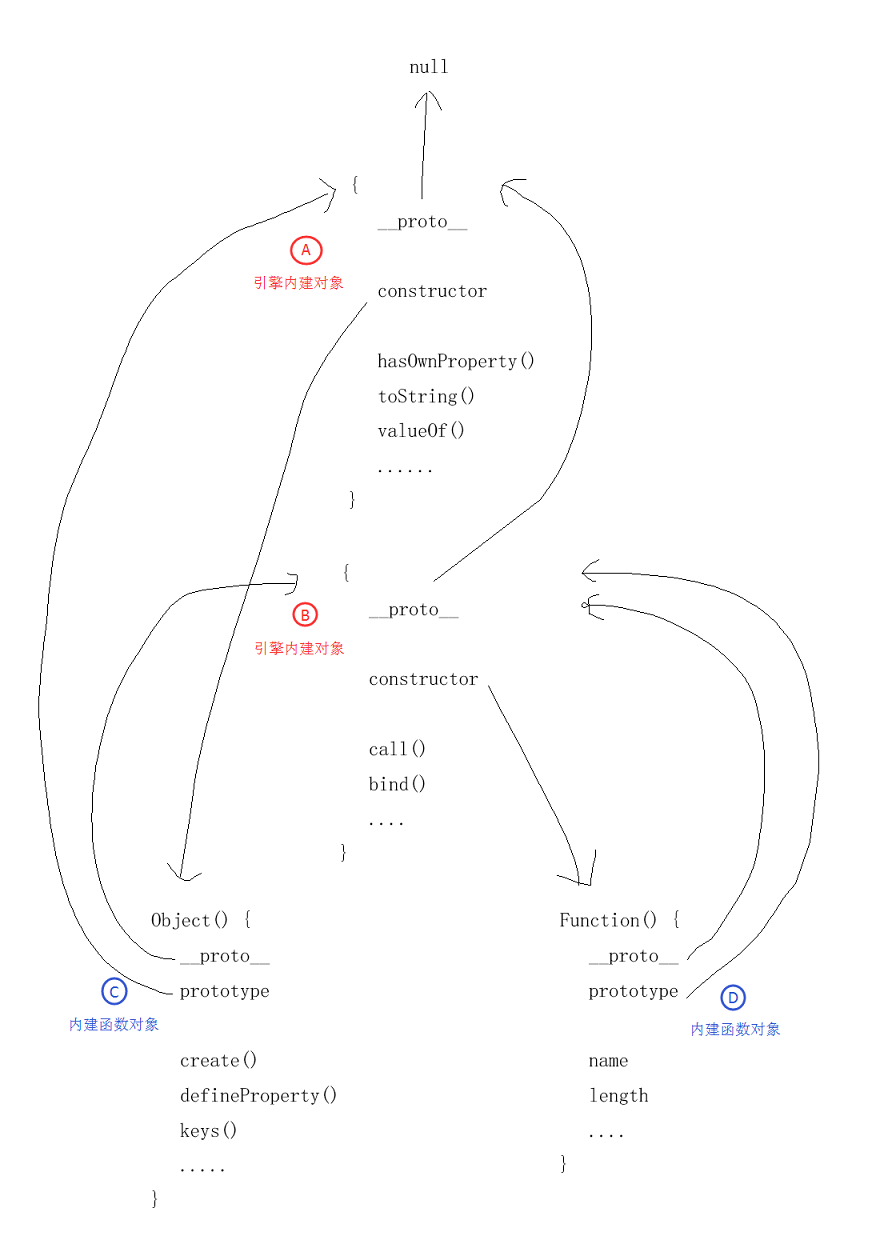 null
{
__proto__
A
引擎内建对象
constructor
hasOwnProperty()
toString()
valueOf()
......
}
{
__proto__
B
引擎内建对象
constructor
call()
bind()
....
}
Object() {
__proto__
prototype
C
内建函数对象
create()
defineProperty()
keys()
.....
}
Function() {
__proto__
prototype
D
内建函数对象
name
length
....
}